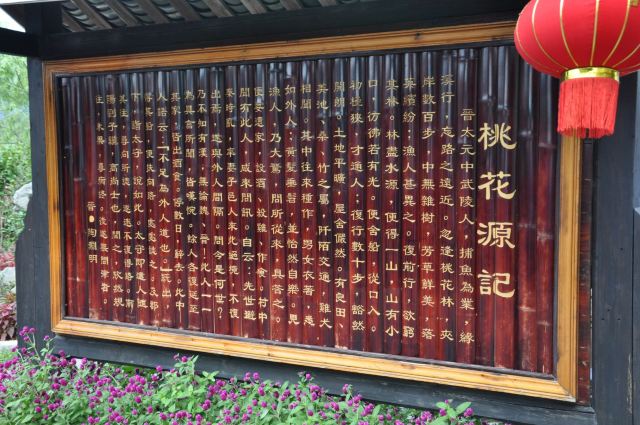 桃花源記
晉太元中武陵人，捕魚為業，緣
溪行，忘路之遠近。忽逢桃花林，夾
岸數百步，中無雜樹，芳草鮮美，落
英繽紛；漁人甚異之。復前行，欲窮
其林。林盡水源，便得一山，山有小
口，彷彿若有光。便舍船，從口入。
初極狹，才通人；復行數十步，豁然
開朗。土地平曠，屋舍儼然。有良田、
美池、桑、竹之屬，阡陌交通，雞犬
相聞。其中往來種作，男女衣著，悉
如外人；黃髮垂髫，並怡然自樂。見
漁人，乃大驚，問所從來，具答之。
便要還家，設酒、殺雞、作食。村中
聞有此人，咸來問訊。自云：先世避
秦時亂，率妻子邑人來此絕境，不復
出焉；遂與外人間隔。問今是何世？
乃不知有漢，無論魏、晉！此人一一
為具言所聞，皆嘆惋。餘人各復延至
其家，皆出酒食。停數日，辭去。此中
人語云：「不足為外人道也。」既出，
得其船，便扶向路，處處誌之。及郡
下，詣太守，說如此。太守即遣人隨
其往，尋向所誌，遂迷不復得路。南
陽劉子驥，高尚士也，聞之，欣然規
往。未果，尋病終。後遂無問津者。
晉·陶淵明